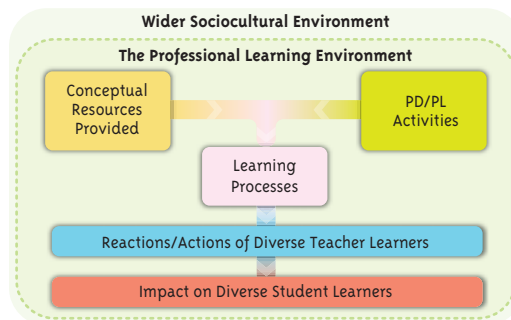 Wider Sociocultural Environment
The Professional Learning Environment
Conceptual
Resources
Provided
PD/PL
Activities
Learning
Processes
Reactions/Actions of Diverse Teacher Learners
Impact on Diverse Student Learners